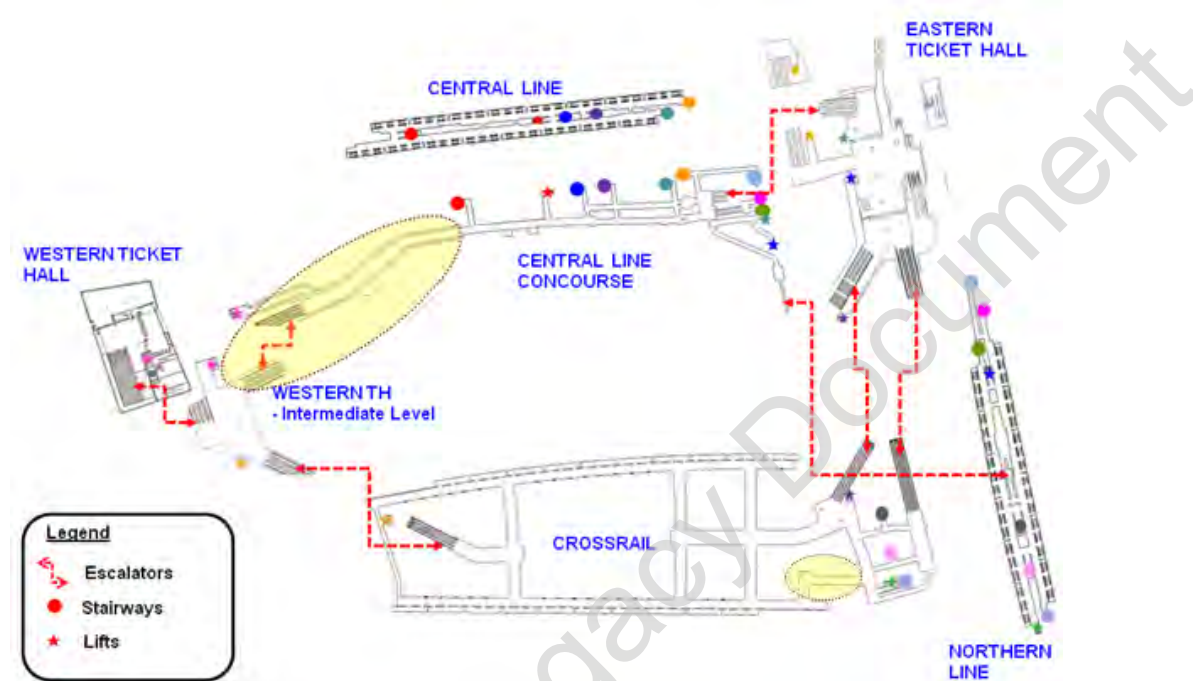 EASTERN
TICKET HALL
CENTRAL LINE
WESTERN TICKET
HALL
CENTRAL LINE
CONCOURSE
WESTERN TH
- Intermediate Level
CROSSRAIL
Legend
Escalators
Stairways
Lifts
NORTHERN
LINE
gacy Document